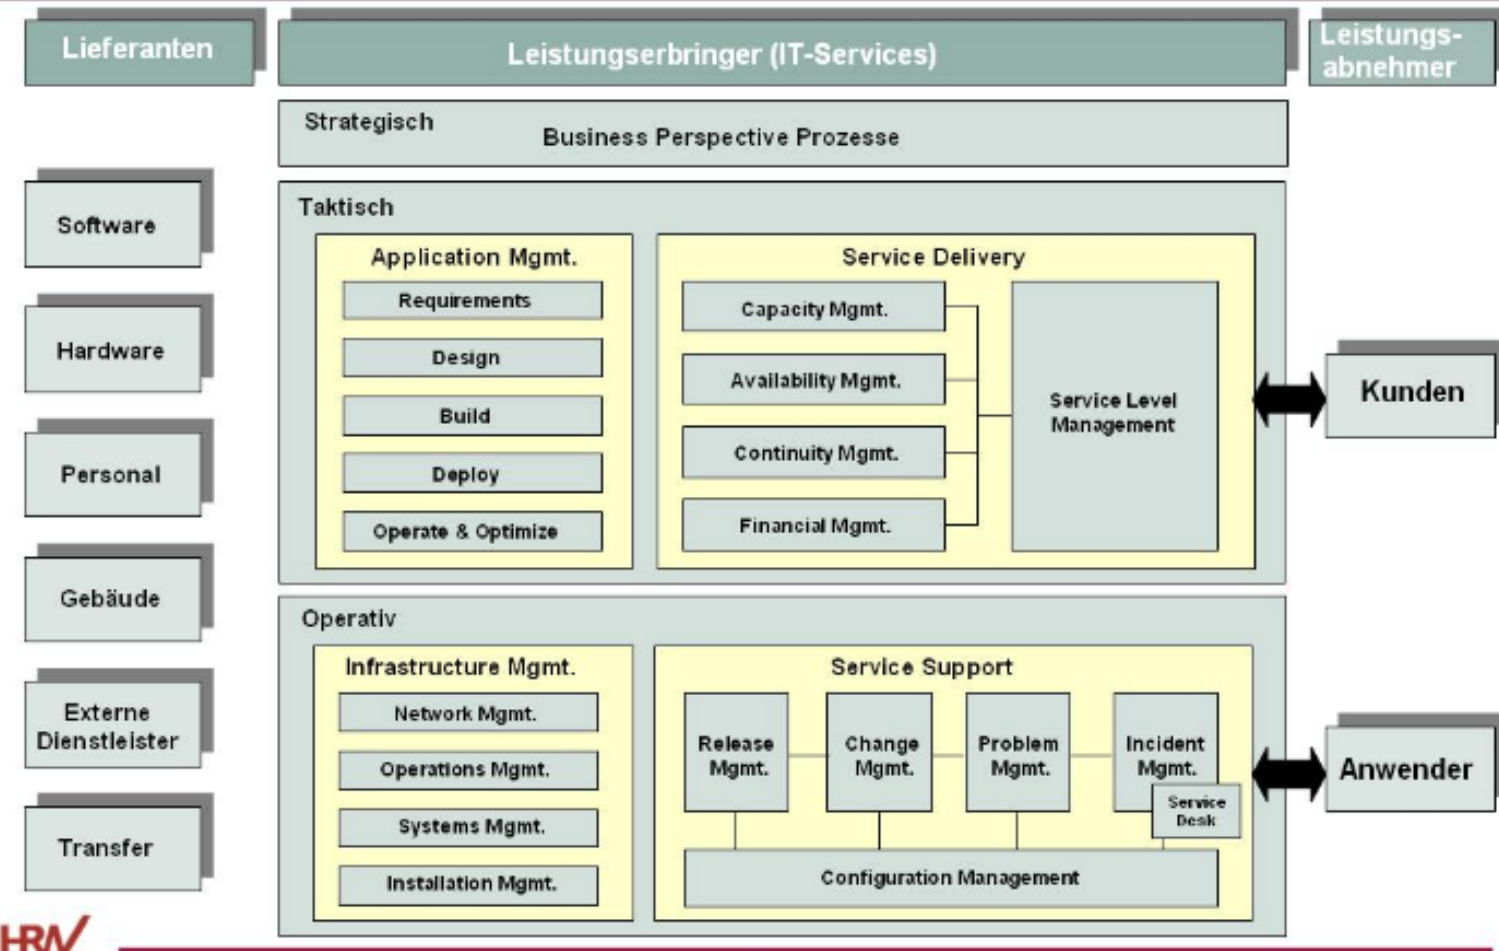 Lieferanten
Leistungserbringer (IT-Services)
Leistungs-
abnehmer
Strategisch
Business Perspective Prozesse
Software
Hardware
Personal
Gebäude
Externe
Dienstleister
Transfer
Taktisch
Application Mgmt.
Requirements
Design
Build
Deploy
Operate & Optimize
Service Delivery
Capacity Mgmt.
Availability Mgmt.
Continuity Mgmt.
Financial Mgmt.
Service Level
Management
Kunden
Operativ
Infrastructure Mgmt.
Network Mgmt.
Operations Mgmt.
Systems Mgmt.
Installation Mgmt.
Service Support
Release
Mgmt.
Change
Mgmt.
Problem
Mgmt.
Incident
Mgmt.
Service
Desk
Configuration Management
Anwender
HRW